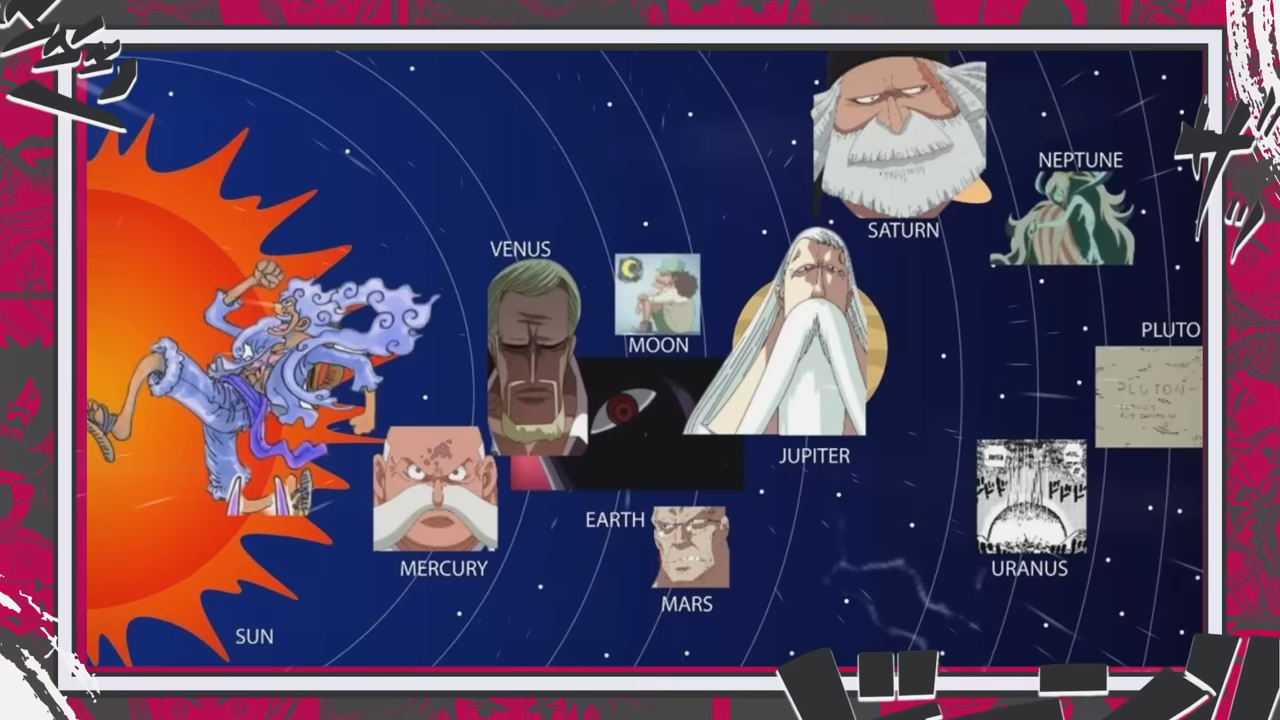 NEPTUNE
SATURN
VENUS
PLUTO
MOON
PLUTON
JUPITER
EARTH
MERCURY
URANUS
MARS
SUN